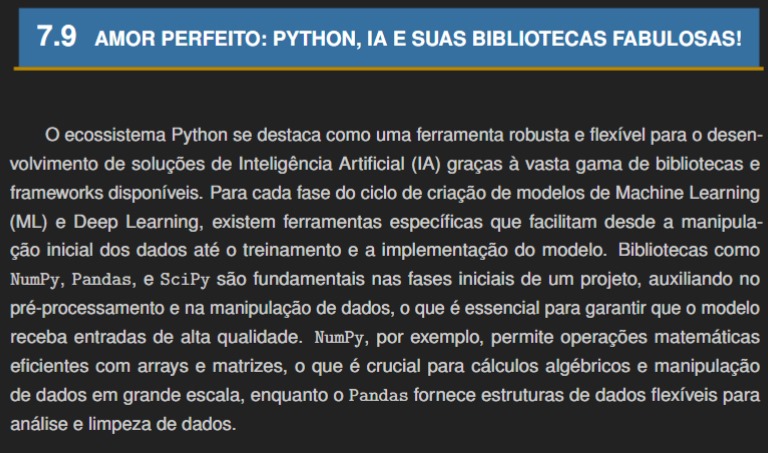 7.9 AMOR PERFEITO: PYTHON, IA E SUAS BIBLIOTECAS FABULOSAS!
O ecossistema Python se destaca como uma ferramenta robusta e flexível para o desen-
volvimento de soluções de Inteligência Artificial (IA) graças à vasta gama de bibliotecas e
frameworks disponíveis. Para cada fase do ciclo de criação de modelos de Machine Learning
(ML) e Deep Learning, existem ferramentas específicas que facilitam desde a manipula-
ção inicial dos dados até o treinamento e a implementação do modelo. Bibliotecas como
NumPy, Pandas, e SciPy são fundamentais nas fases iniciais de um projeto, auxiliando no
pré-processamento e na manipulação de dados, o que é essencial para garantir que o modelo
receba entradas de alta qualidade. NumPy, por exemplo, permite operações matemáticas
eficientes com arrays e matrizes, o que é crucial para cálculos algébricos e manipulação
de dados em grande escala, enquanto o Pandas fornece estruturas de dados flexíveis para
análise e limpeza de dados.